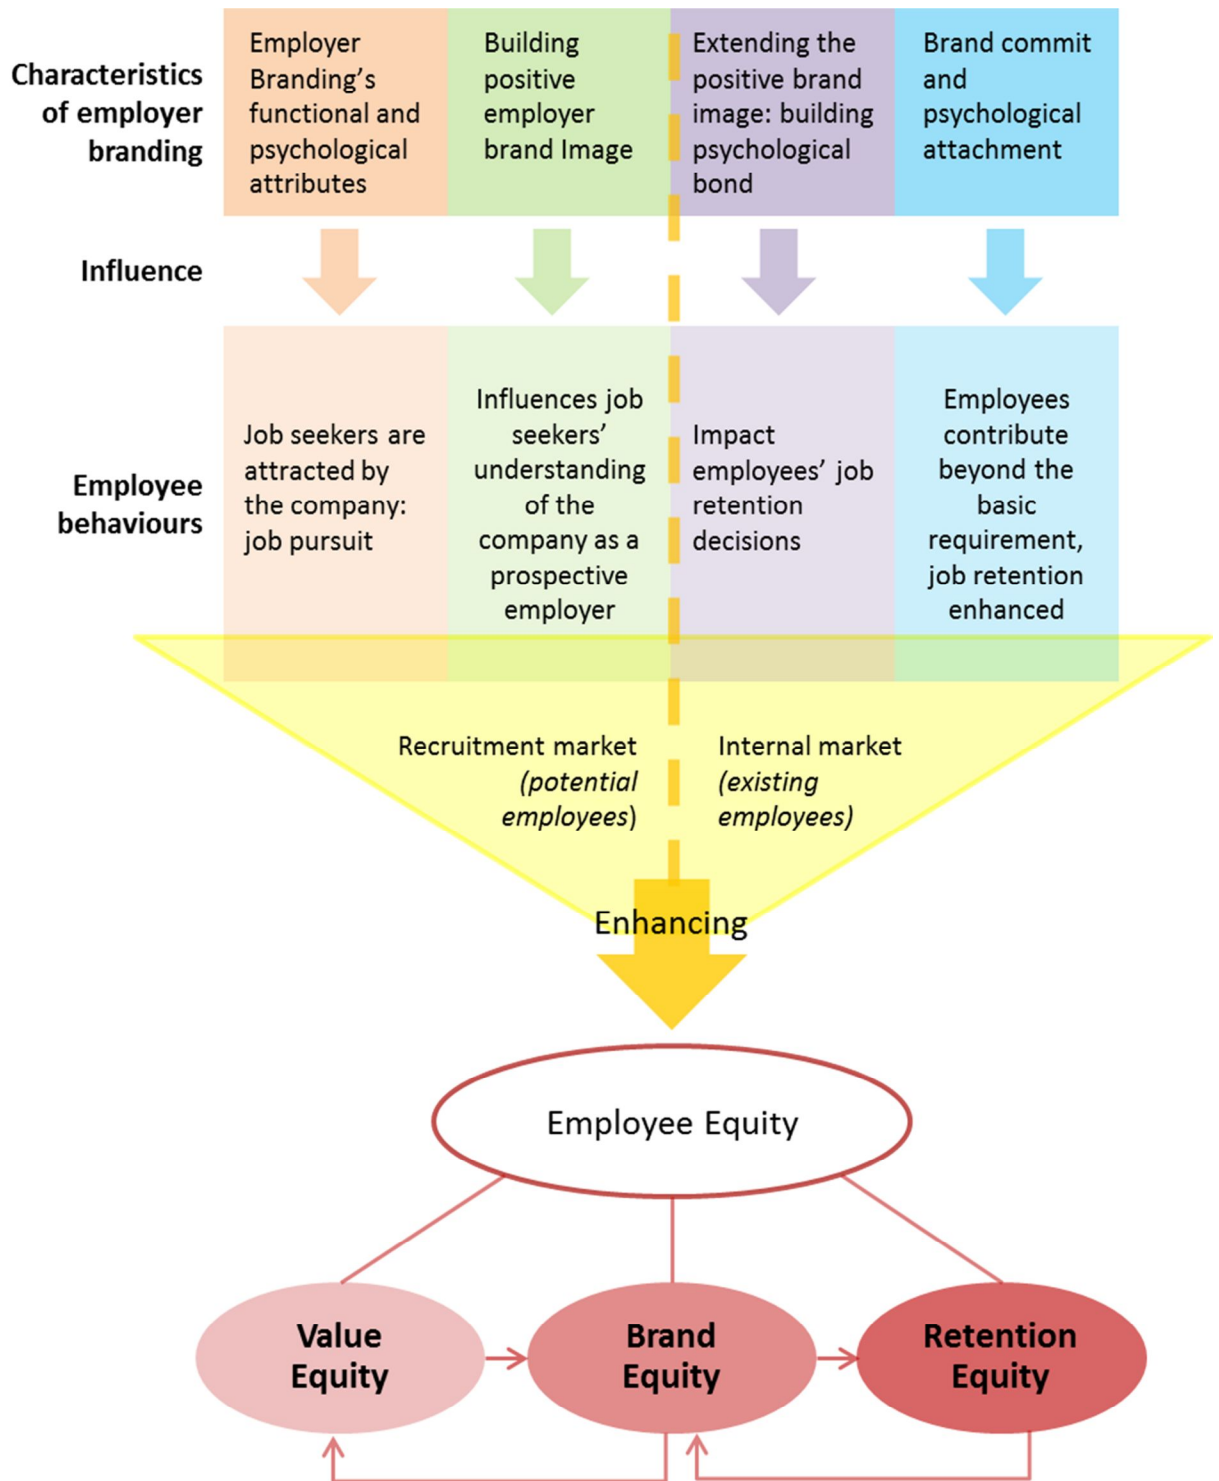 Characteristics
of employer
branding
Employer
Branding’s
functional and
psychological
attributes
Building
positive
employer
brand Image
Extending the
positive brand
image: building
psychological
bond
Brand commit
and
psychological
attachment
Influence
Employee
behaviours
Job seekers are
attracted by
the company:
job pursuit
Influences job
seekers’
understanding
of the
company as a
prospective
employer
Impact
employees’ job
retention
decisions
Employees
contribute
beyond the
basic
requirement,
job retention
enhanced
Recruitment market
(potential
employees)
Internal market
(existing
employees)
Enhancing
Employee Equity
Value
Equity
Brand
Equity
Retention
Equity